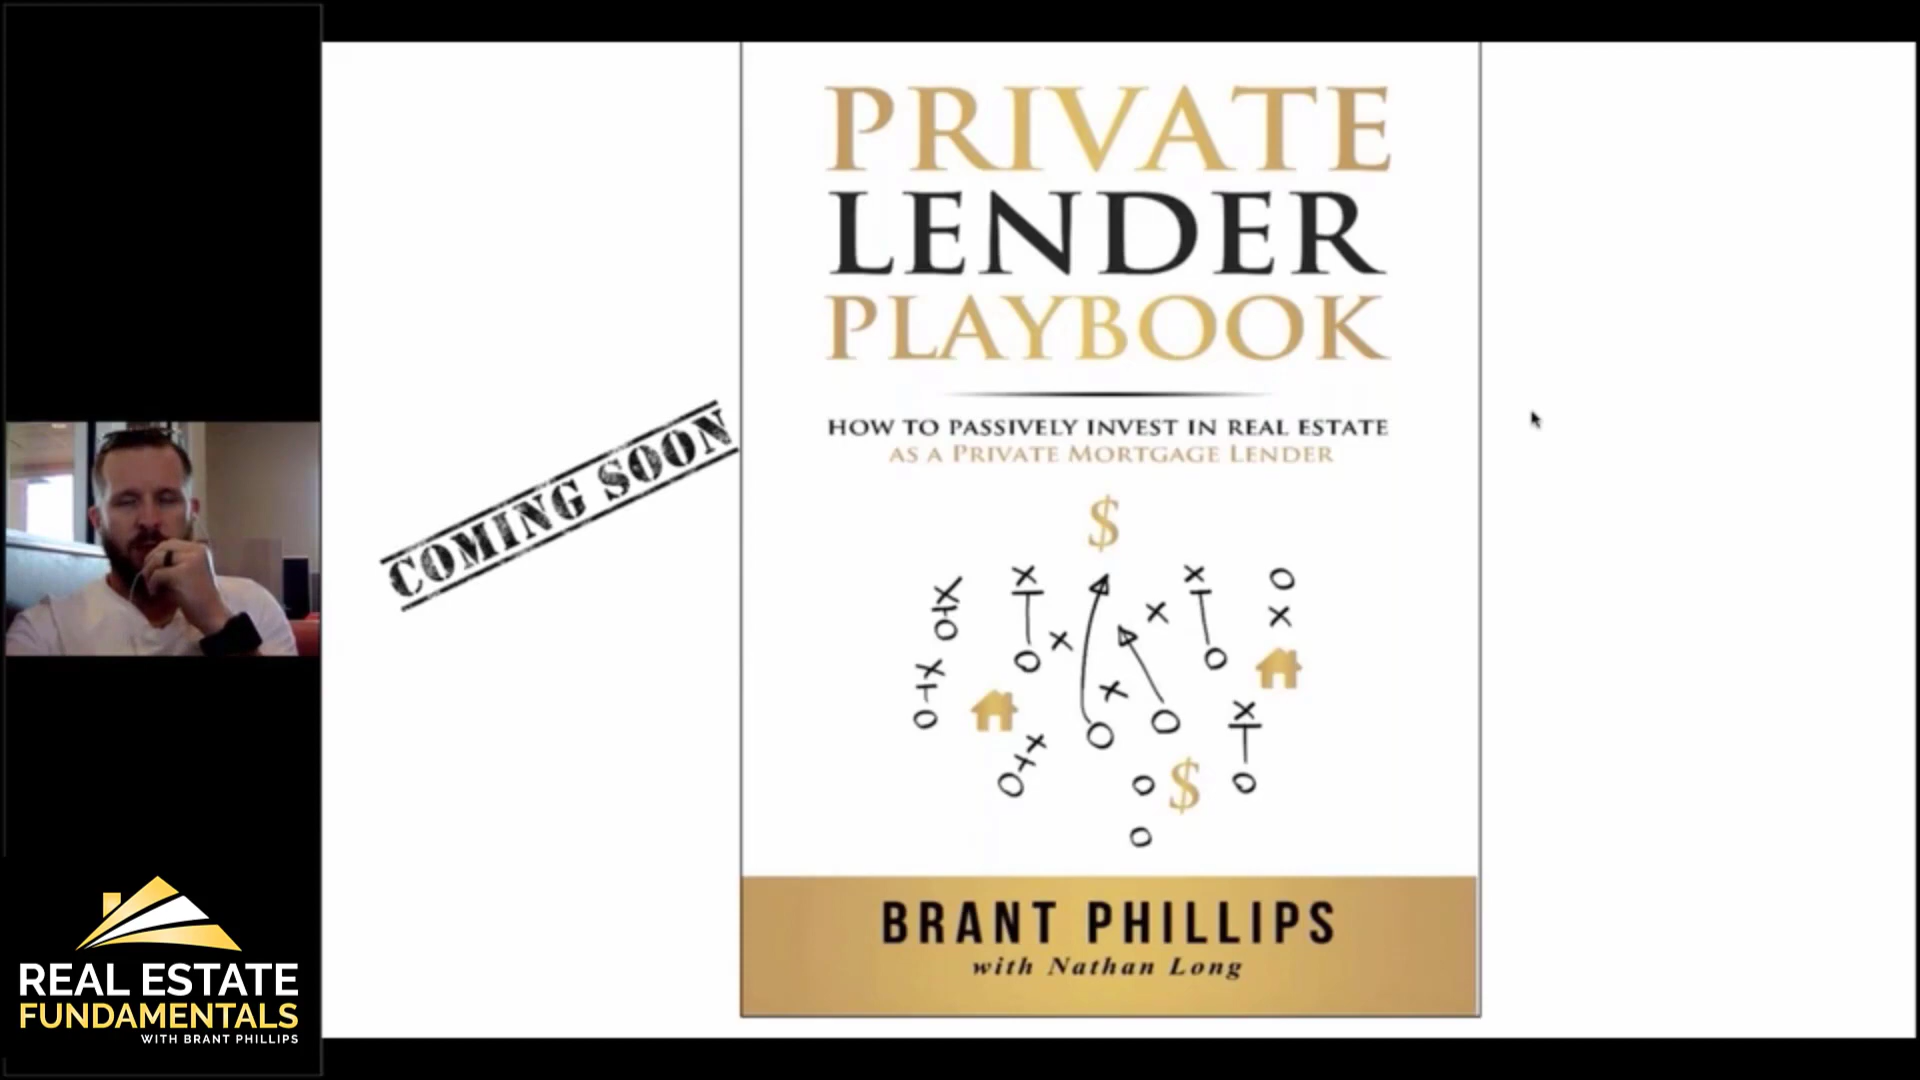 PRIVATE
LENDER
PLAYBOOK
HOW TO PASSIVELY INVEST IN REAL ESTATE
AS A PRIVATE MORTGAGE LENDER
COMING SOON
$
X X O
X O X X X O X
X O O X O
X X
O O O
X O $ O
O
O
BRANT PHILLIPS
with Nathan Long
REAL ESTATE
FUNDAMENTALS
WITH BRANT PHILLIPS